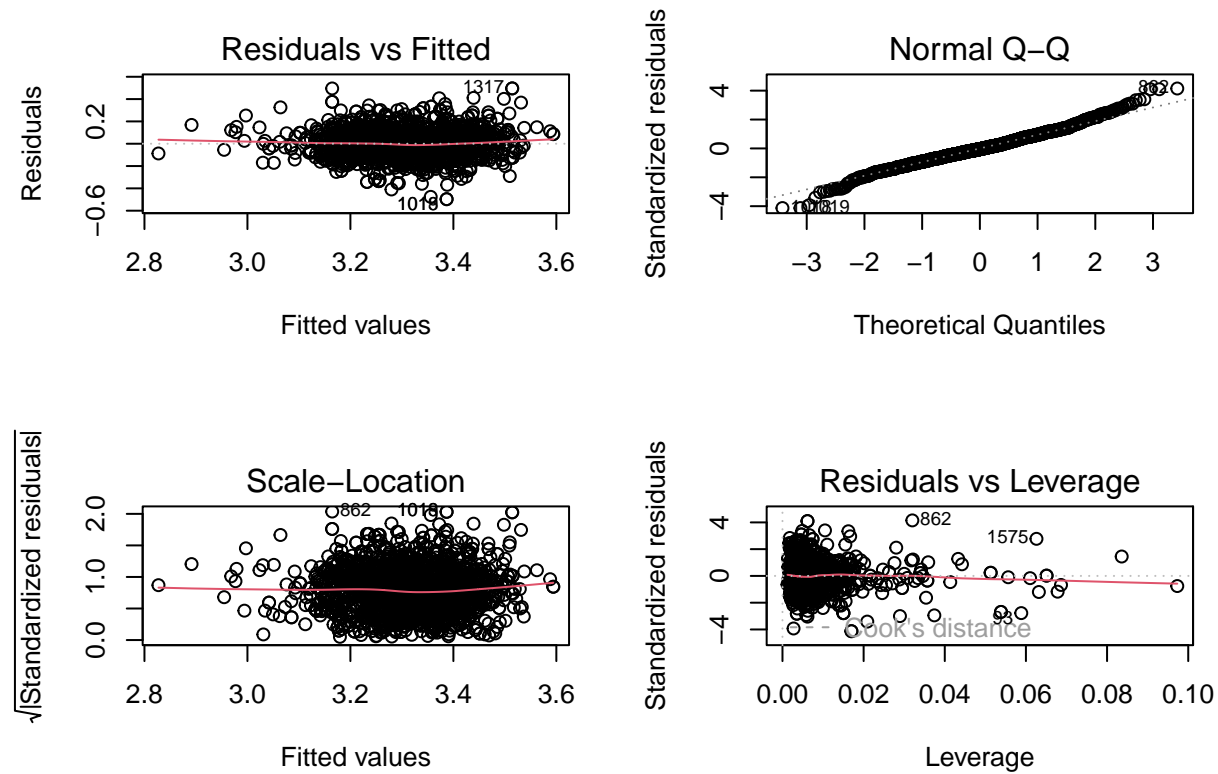 Residuals vs Fitted
Residuals
−0.6
0.2
1317
1019
2.8 3.0 3.2 3.4 3.6
Fitted values
Normal Q−Q
Standardized residuals
−4 0 4
862
−3 −2 −1 0 1 2 3
Theoretical Quantiles
Scale−Location
√|Standardized residuals|
0.0 1.0 2.0
862
1019
2.8 3.0 3.2 3.4 3.6
Fitted values
Residuals vs Leverage
Standardized residuals
−4 0 4
862
1575
Cook's distance
0.00 0.02 0.04 0.06 0.08 0.10
Leverage